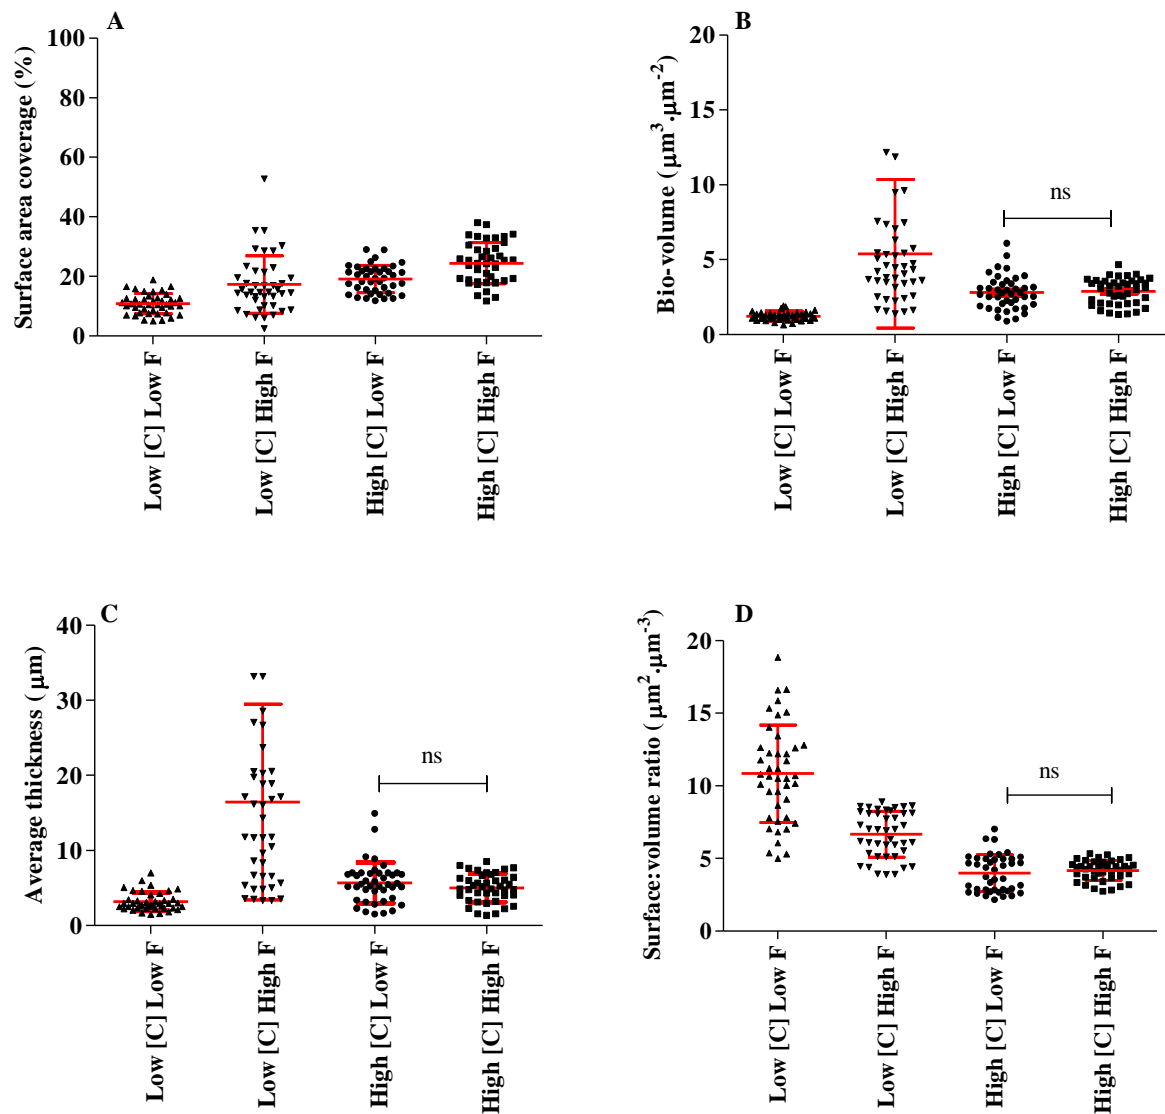 A
Surface area coverage (%)
100
80
60
40
20
0
Low [C] Low F
Low [C] High F
High [C] Low F
High [C] High F
B
Bio-volume (μm³.μm⁻²)
20
15
10
5
0
ns
Low [C] Low F
Low [C] High F
High [C] Low F
High [C] High F
C
Average thickness (μm)
40
30
20
10
0
ns
Low [C] Low F
Low [C] High F
High [C] Low F
High [C] High F
D
Surface:volume ratio (μm².μm⁻³)
20
15
10
5
0
ns
Low [C] Low F
Low [C] High F
High [C] Low F
High [C] High F